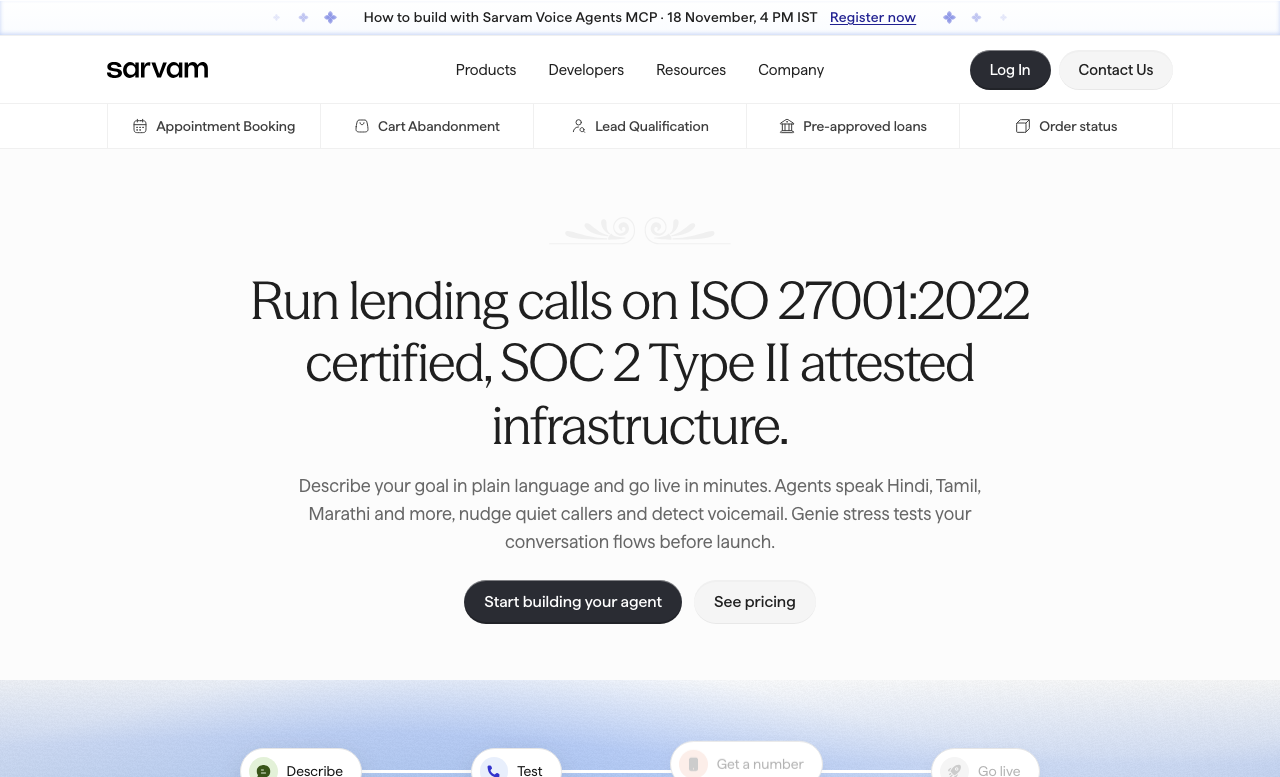 How to build with Sarvam Voice Agents MCP · 18 November, 4 PM IST Register now
sarvam
Products
Developers
Resources
Company
Log In
Contact Us
Appointment Booking
Cart Abandonment
Lead Qualification
Pre-approved loans
Order status
Run lending calls on ISO 27001:2022
certified, SOC 2 Type II attested
infrastructure.
Describe your goal in plain language and go live in minutes. Agents speak Hindi, Tamil,
Marathi and more, nudge quiet callers and detect voicemail. Genie stress tests your
conversation flows before launch.
Start building your agent
See pricing
Describe
Test
Get a number
Go live